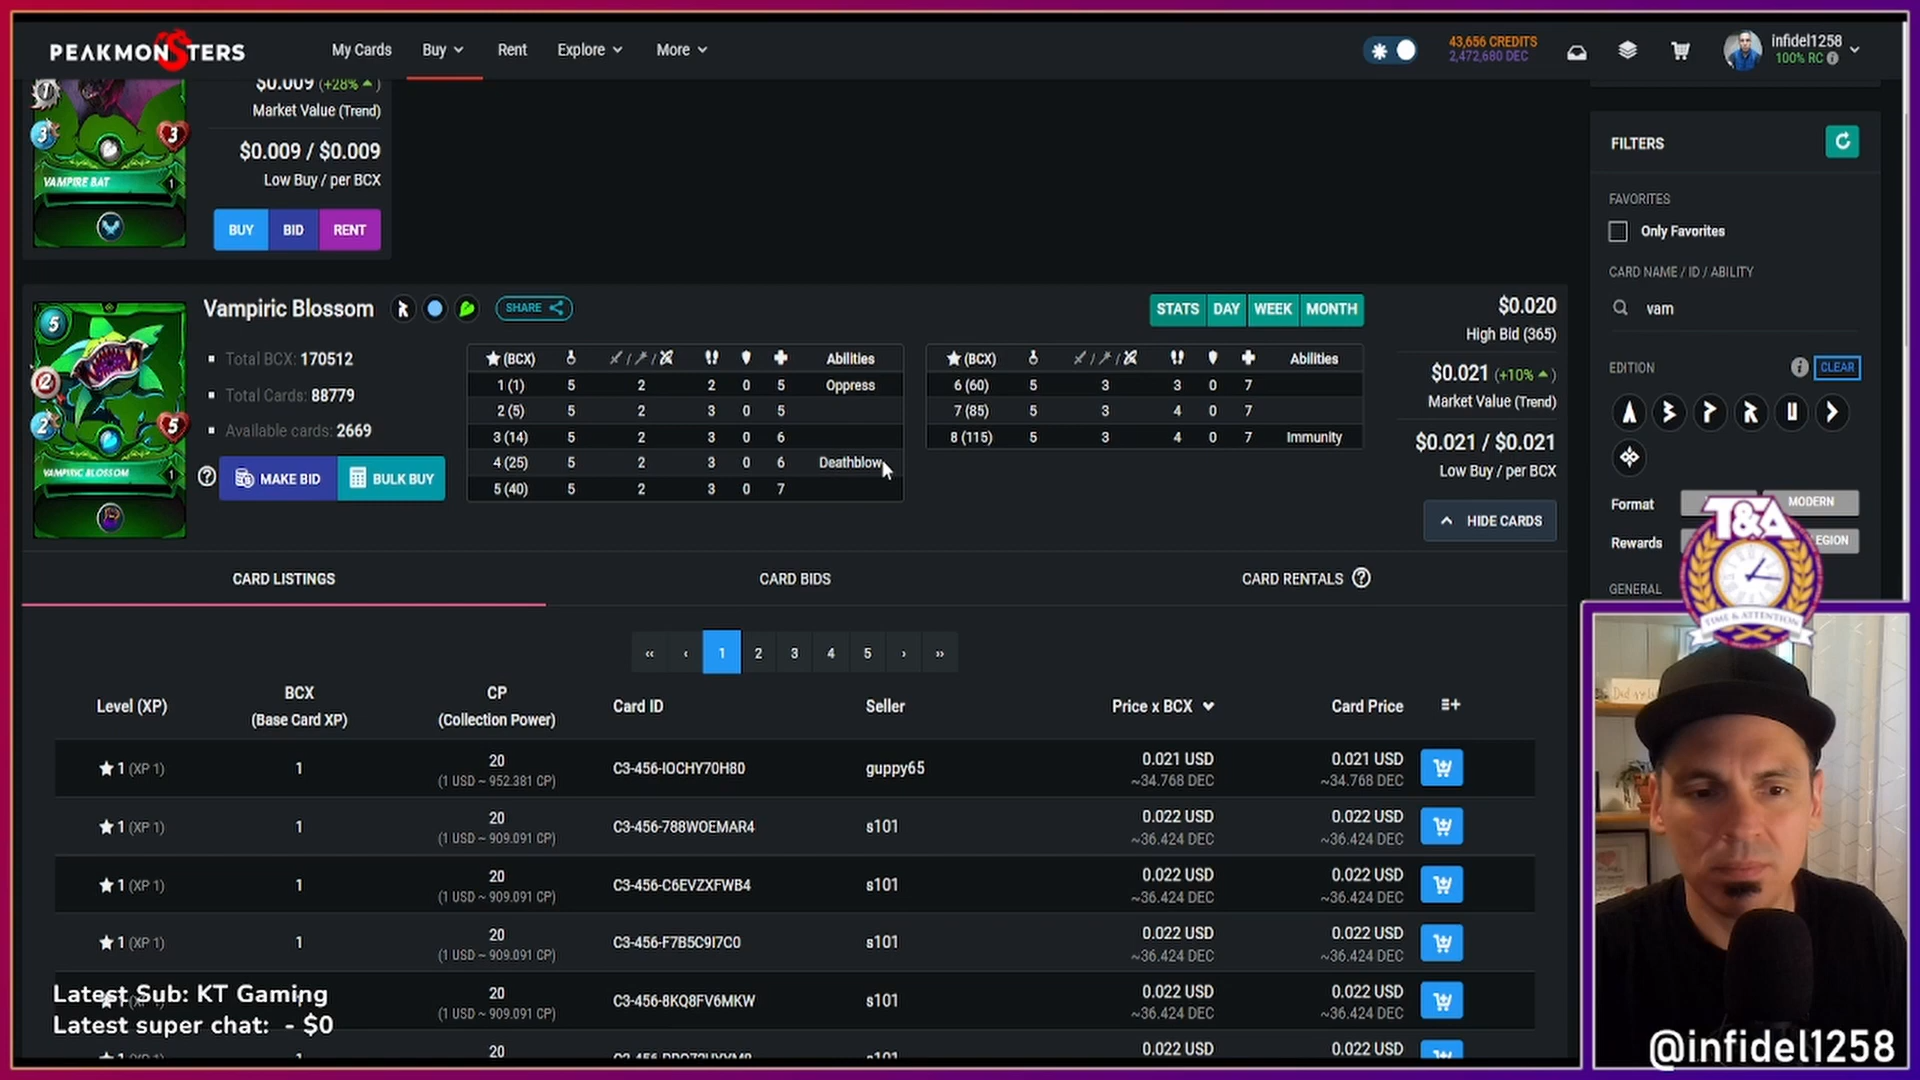 PEAKMONSTERS
My Cards
Buy
Rent
Explore
More
43,656 CREDITS
2,472,680 DEC
infidel1258
100% RC
$0.009 (+28%)
Market Value (Trend)
$0.009 / $0.009
Low Buy / per BCX
BUY BID RENT
3
3
VAMPIRE BAT 1
Vampiric Blossom
SHARE
Total BCX: 170512
Total Cards: 88779
Available cards: 2669
MAKE BID
BULK BUY
5
2
2
5
VAMPIRIC BLOSSOM 1
(BCX) / / Abilities
1 (1) 5 2 2 0 5 Oppress
2 (5) 5 2 3 0 5
3 (14) 5 2 3 0 6
4 (25) 5 2 3 0 6 Deathblow
5 (40) 5 2 3 0 7
STATS DAY WEEK MONTH
(BCX) / / Abilities
6 (60) 5 3 3 0 7
7 (85) 5 3 4 0 7
8 (115) 5 3 4 0 7 Immunity
$0.020
High Bid (365)
$0.021 (+10%)
Market Value (Trend)
$0.021 / $0.021
Low Buy / per BCX
HIDE CARDS
CARD LISTINGS
CARD BIDS
CARD RENTALS
« ‹ 1 2 3 4 5 › »
Level (XP)
BCX
(Base Card XP)
CP
(Collection Power)
Card ID
Seller
Price x BCX
Card Price
1 (XP 1) 1 20 (1 USD ~ 952.381 CP) C3-456-IOCHY70H80 guppy65 0.021 USD ~34.768 DEC 0.021 USD ~34.768 DEC
1 (XP 1) 1 20 (1 USD ~ 909.091 CP) C3-456-788WOEMAR4 s101 0.022 USD ~36.424 DEC 0.022 USD ~36.424 DEC
1 (XP 1) 1 20 (1 USD ~ 909.091 CP) C3-456-C6EVZXFWB4 s101 0.022 USD ~36.424 DEC 0.022 USD ~36.424 DEC
1 (XP 1) 1 20 (1 USD ~ 909.091 CP) C3-456-F7B5C9I7C0 s101 0.022 USD ~36.424 DEC 0.022 USD ~36.424 DEC
20 (1 USD ~ 909.091 CP) C3-456-8KQ8FV6MKW s101 0.022 USD ~36.424 DEC 0.022 USD ~36.424 DEC
20 0.022 USD 0.022 USD
Latest Sub: KT Gaming
Latest super chat: - $0
FILTERS
FAVORITES
Only Favorites
CARD NAME / ID / ABILITY
vam
EDITION
CLEAR
Format
MODERN
Rewards
EGION
GENERAL
T&A
TIME & ATTENTION
@infidel1258